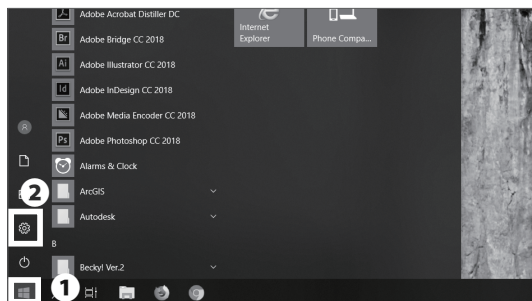 Adobe Acrobat Distiller DC
Br Adobe Bridge CC 2018
Ai Adobe Illustrator CC 2018
Id Adobe InDesign CC 2018
Adobe Media Encoder CC 2018
Ps Adobe Photoshop CC 2018
Alarms & Clock
ArcGIS
Autodesk
B
Becky! Ver.2
Internet
Explorer
Phone Compa...
2
1